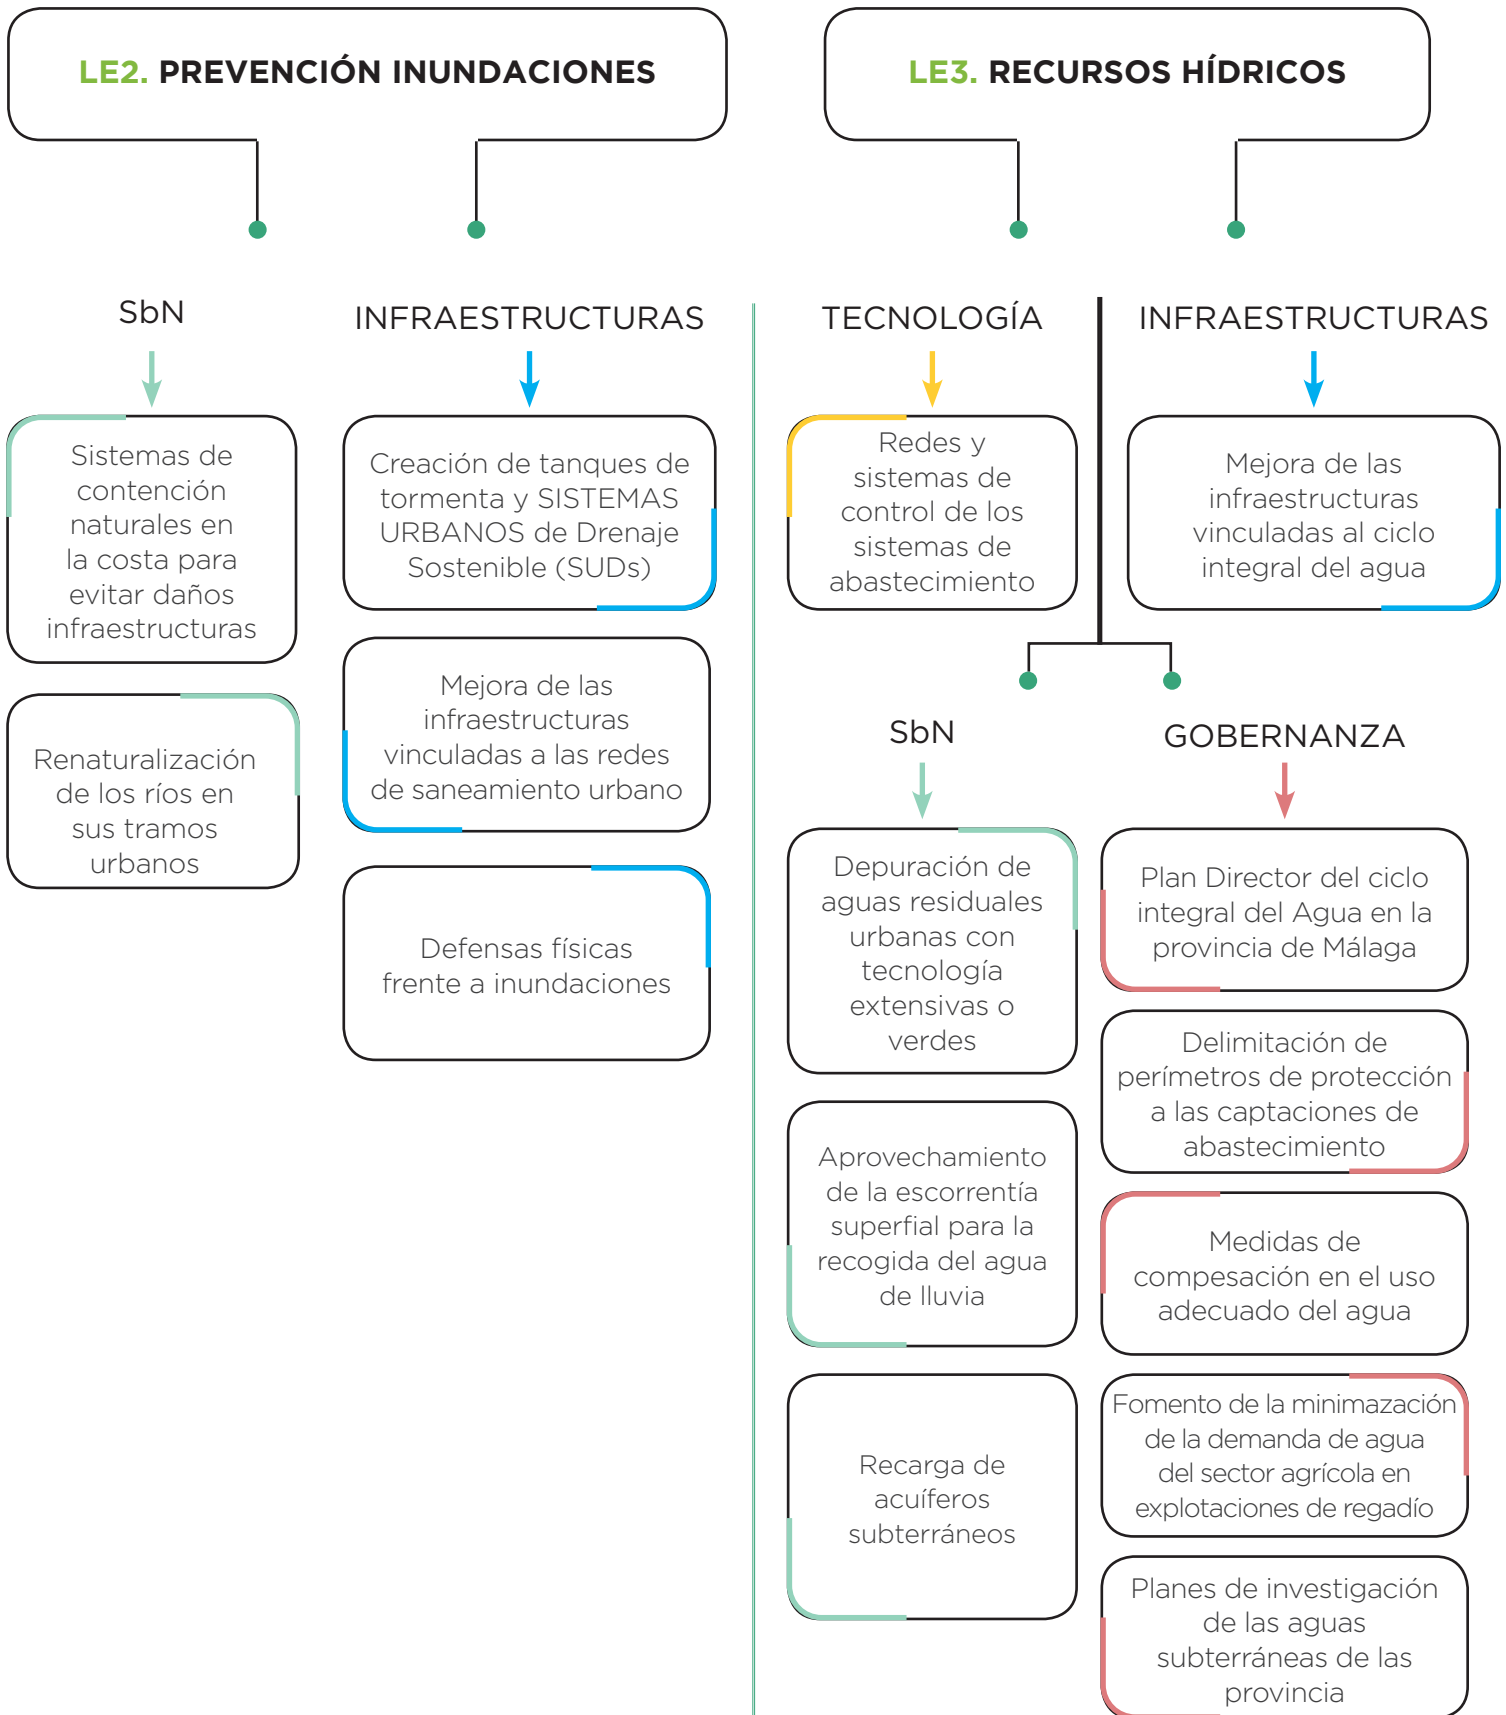 LE2. PREVENCIÓN INUNDACIONES
SbN
Sistemas de
contención
naturales en
la costa para
evitar daños
infraestructuras
Renaturalización
de los ríos en
sus tramos
urbanos
INFRAESTRUCTURAS
Creación de tanques de
tormenta y SISTEMAS
URBANOS de Drenaje
Sostenible (SUDs)
Mejora de las
infraestructuras
vinculadas a las redes
de saneamiento urbano
Defensas físicas
frente a inundaciones
LE3. RECURSOS HÍDRICOS
TECNOLOGÍA
Redes y
sistemas de
control de los
sistemas de
abastecimiento
INFRAESTRUCTURAS
Mejora de las
infraestructuras
vinculadas al ciclo
integral del agua
SbN
Depuración de
aguas residuales
urbanas con
tecnología
extensivas o
verdes
Aprovechamiento
de la escorrentía
superfial para la
recogida del agua
de lluvia
Recarga de
acuíferos
subterráneos
GOBERNANZA
Plan Director del ciclo
integral del Agua en la
provincia de Málaga
Delimitación de
perímetros de protección
a las captaciones de
abastecimiento
Medidas de
compesación en el uso
adecuado del agua
Fomento de la minimazación
de la demanda de agua
del sector agrícola en
explotaciones de regadío
Planes de investigación
de las aguas
subterráneas de las
provincia